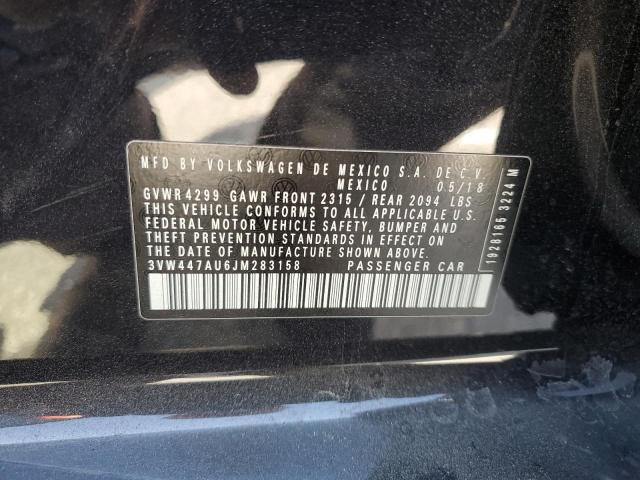 MFD BY VOLKSWAGEN DE MEXICO S.A. DE C.V.
MEXICO 05/18
GVWR 4299 GAWR FRONT 2315 / REAR 2094 LBS
THIS VEHICLE CONFORMS TO ALL APPLICABLE U.S.
FEDERAL MOTOR VEHICLE SAFETY, BUMPER AND
THEFT PREVENTION STANDARDS IN EFFECT ON
THE DATE OF MANUFACTURE SHOWN ABOVE.
3VW447AU6JM283158 PASSENGER CAR
1928165 3224 M